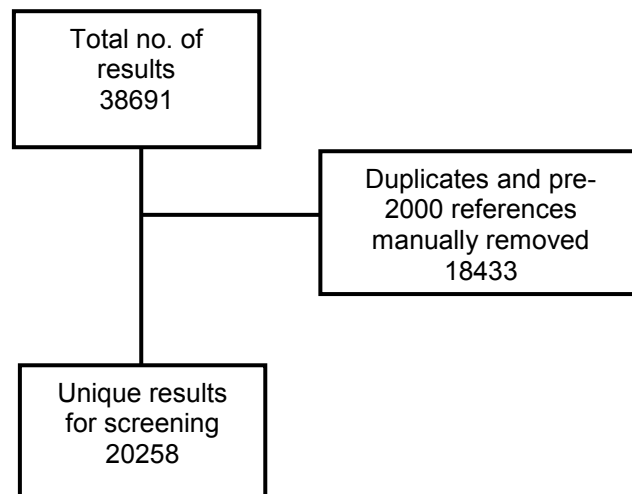 Total no. of
results
38691
Duplicates and pre-
2000 references
manually removed
18433
Unique results
for screening
20258